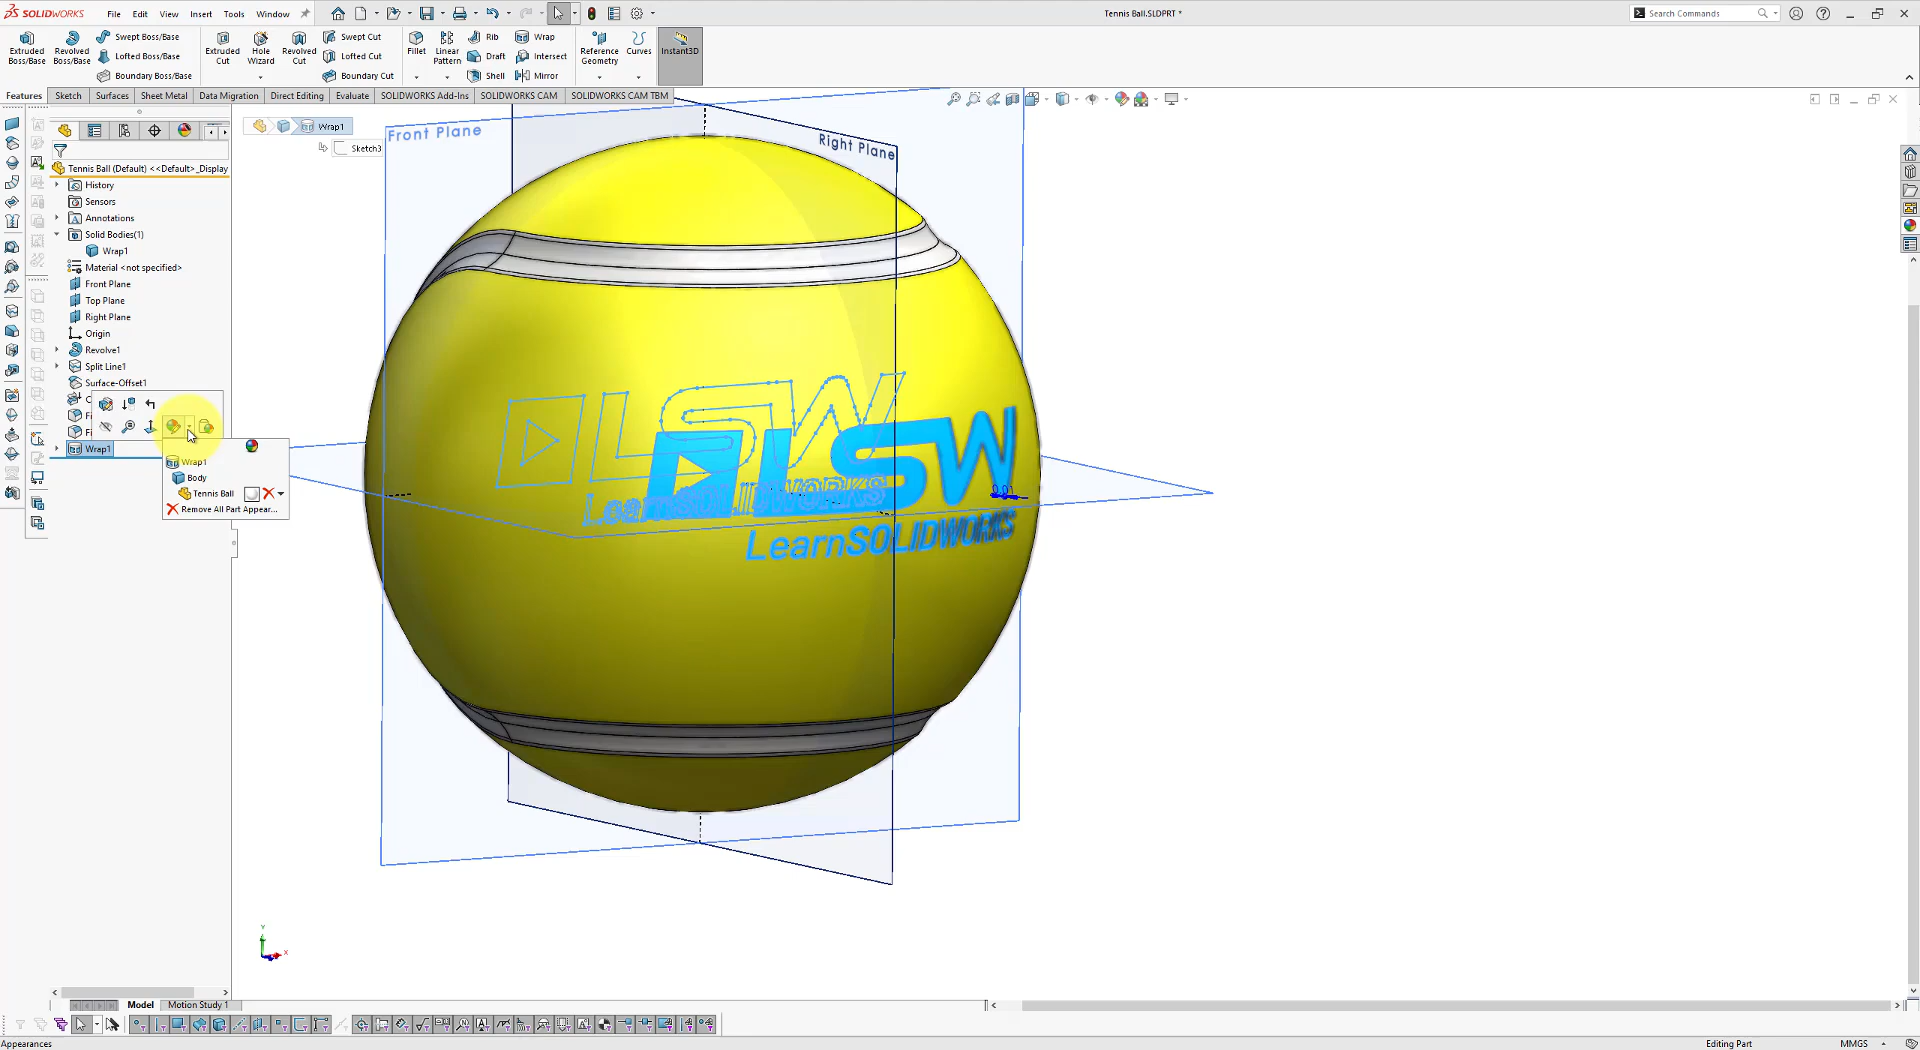 SOLIDWORKS
File
Edit
View
Insert
Tools
Window
Tennis Ball.SLDPRT *
Search Commands
Extruded Boss/Base
Revolved Boss/Base
Swept Boss/Base
Lofted Boss/Base
Boundary Boss/Base
Extruded Cut
Hole Wizard
Revolved Cut
Swept Cut
Lofted Cut
Boundary Cut
Fillet
Linear Pattern
Rib
Draft
Shell
Wrap
Intersect
Mirror
Reference Geometry
Curves
Instant3D
Features
Sketch
Surfaces
Sheet Metal
Data Migration
Direct Editing
Evaluate
SOLIDWORKS Add-Ins
SOLIDWORKS CAM
SOLIDWORKS CAM TBM
Wrap1
Sketch3
Front Plane
Right Plane
Tennis Ball (Default) <<Default>_Display
History
Sensors
Annotations
Solid Bodies(1)
Wrap1
Material <not specified>
Front Plane
Top Plane
Right Plane
Origin
Revolve1
Split Line1
Surface-Offset1
C
Fi
Fi
Wrap1
Wrap1
Body
Tennis Ball
Remove All Part Appear...
LSW
LearnSOLIDWORKS
LSW
LearnSOLIDWORKS
Y
X
Model
Motion Study 1
Appearances
Editing Part
MMGS